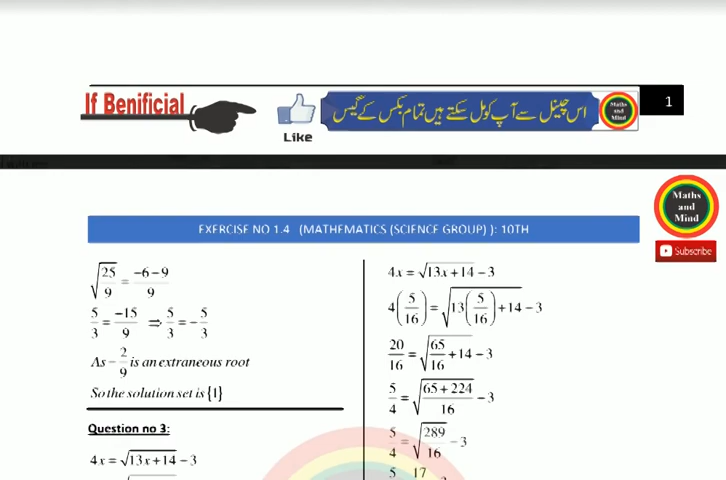 If Benificial
Like
اس چینل سے آپ کو مل سکتے ہیں تمام بکس کے گیس
Maths
and
Mind
1
Maths
and
Mind
Subscribe
EXERCISE NO 1.4 (MATHEMATICS (SCIENCE GROUP) ): 10TH
√(25/9) = (-6-9)/9
5/3 = -15/9 ⇒ 5/3 = -5/3
As -2/9 is an extraneous root
So the solution set is {1}
Question no 3:
4x = √(13x+14) - 3
4x = √(13x+14) - 3
4(5/16) = √(13(5/16)+14) - 3
20/16 = √(65/16+14) - 3
5/4 = √((65+224)/16) - 3
5/4 = √(289/16) - 3
5 17